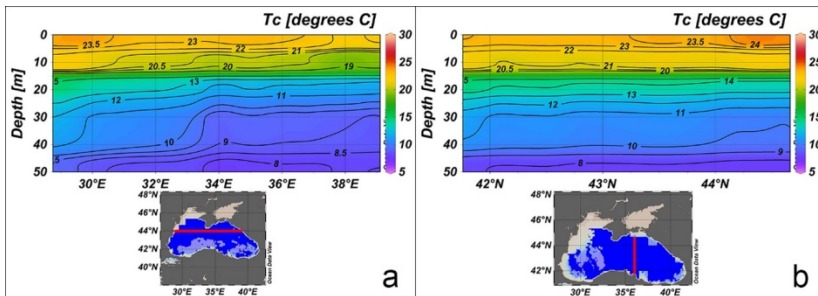 Tc [degrees C]
Depth [m]
0
10
20
30
40
50
23.5
23
22
21
20.5
20
19
13
12
11
10
9
8.5
8
5
5
30°E
32°E
34°E
36°E
38°E
30
25
20
15
10
5
48°N
46°N
44°N
42°N
40°N
30°E
35°E
40°E
Ocean Data View
a
Tc [degrees C]
Depth [m]
0
10
20
30
40
50
23
23.5
24
22
21
20.5
20
14
13
12
11
10
9
42°N
43°N
44°N
30
25
20
15
10
5
48°N
46°N
44°N
42°N
30°E
35°E
40°E
Ocean Data View
b